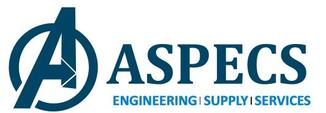 ASPECS
ENGINEERING | SUPPLY | SERVICES